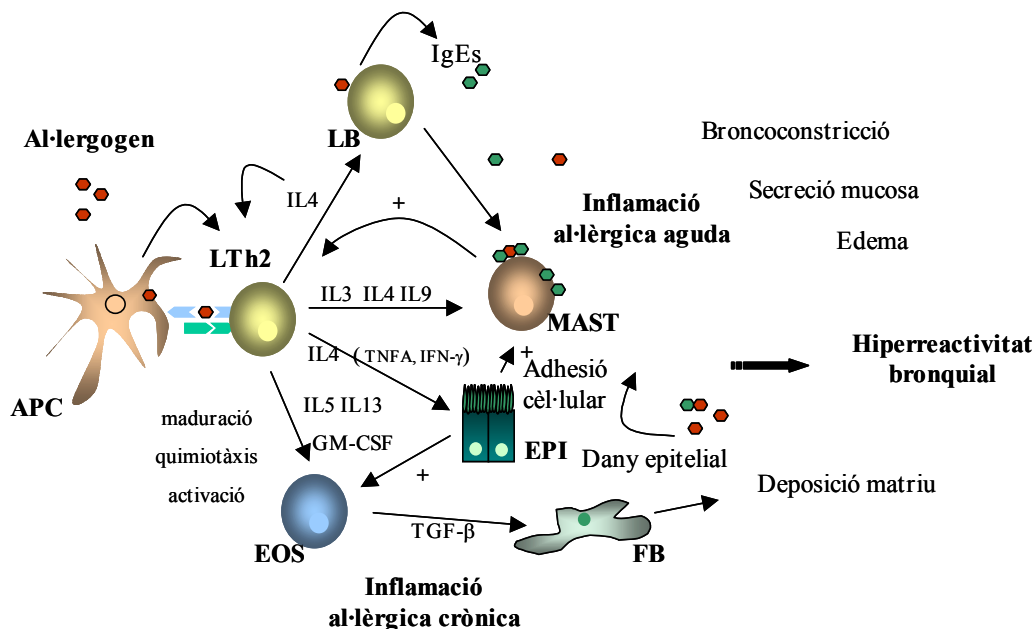 IgEs
LB
Al·lergogen
Broncoconstricció
Secreció mucosa
Edema
IL4
+
Inflamació
al·lèrgica aguda
LTh2
IL3 IL4 IL9
MAST
IL4 ( TNFA, IFN-γ)
+
Adhesió
cèl·lular
Hiperreactivitat
bronquial
APC
maduració
quimiotàxis
activació
IL5 IL13
GM-CSF
EPI
Dany epitelial
+
Deposició matriu
TGF-β
EOS
FB
Inflamació
al·lèrgica crònica